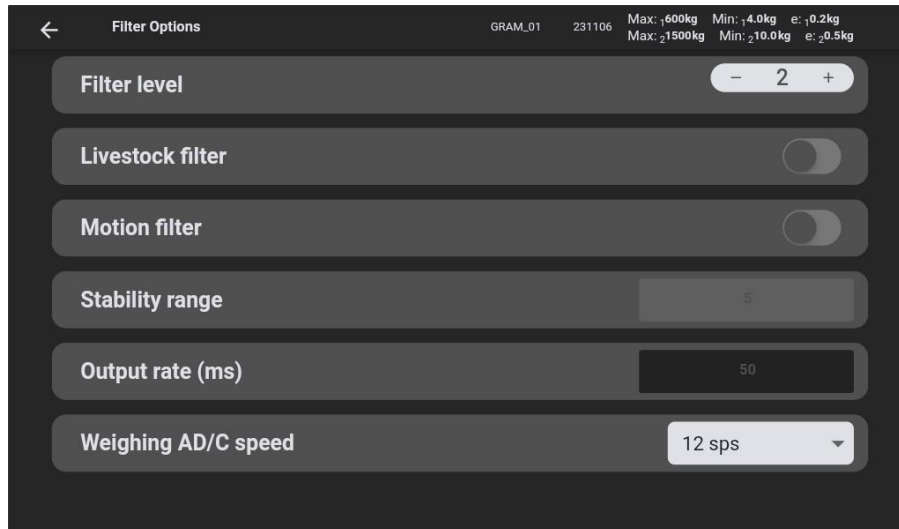 ← Filter Options GRAM_01 231106 Max: ₁600kg Min: ₁4.0kg e: ₁0.2kg
Max: ₂1500kg Min: ₂10.0kg e: ₂0.5kg
Filter level − 2 +
Livestock filter
Motion filter
Stability range 5
Output rate (ms) 50
Weighing AD/C speed 12 sps